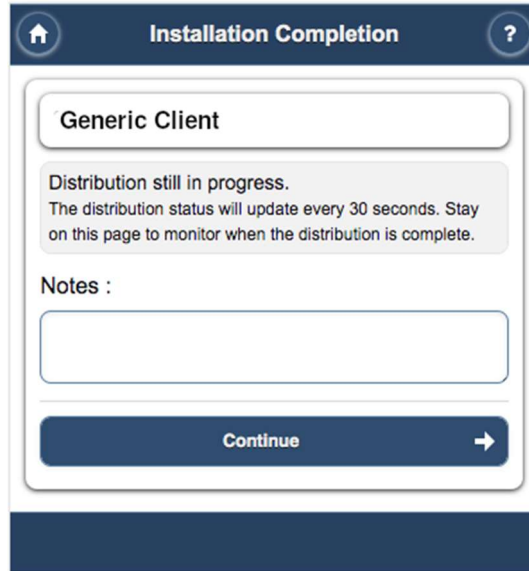 Installation Completion
?
Generic Client
Distribution still in progress.
The distribution status will update every 30 seconds. Stay
on this page to monitor when the distribution is complete.
Notes :
Continue